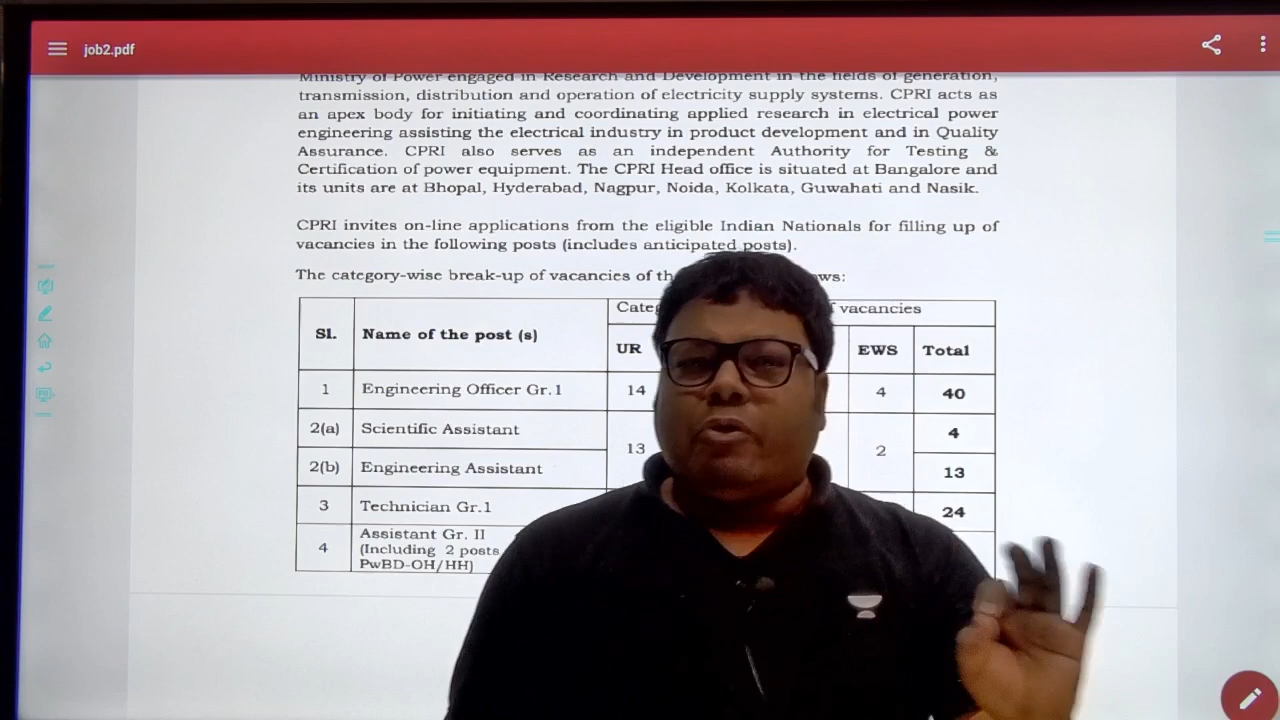 job2.pdf
Ministry of Power engaged in Research and Development in the fields of generation,
transmission, distribution and operation of electricity supply systems. CPRI acts as
an apex body for initiating and coordinating applied research in electrical power
engineering assisting the electrical industry in product development and in Quality
Assurance. CPRI also serves as an independent Authority for Testing &
Certification of power equipment. The CPRI Head office is situated at Bangalore and
its units are at Bhopal, Hyderabad, Nagpur, Noida, Kolkata, Guwahati and Nasik.
CPRI invites on-line applications from the eligible Indian Nationals for filling up of
vacancies in the following posts (includes anticipated posts).
The category-wise break-up of vacancies of
vacancies
Sl. Name of the post (s) UR EWS Total
1 Engineering Officer Gr.1 14 4 40
2(a) Scientific Assistant 4
13 2
2(b) Engineering Assistant 13
3 Technician Gr.1 24
4 Assistant Gr. II
(Including 2 posts
PwBD-OH/HH)